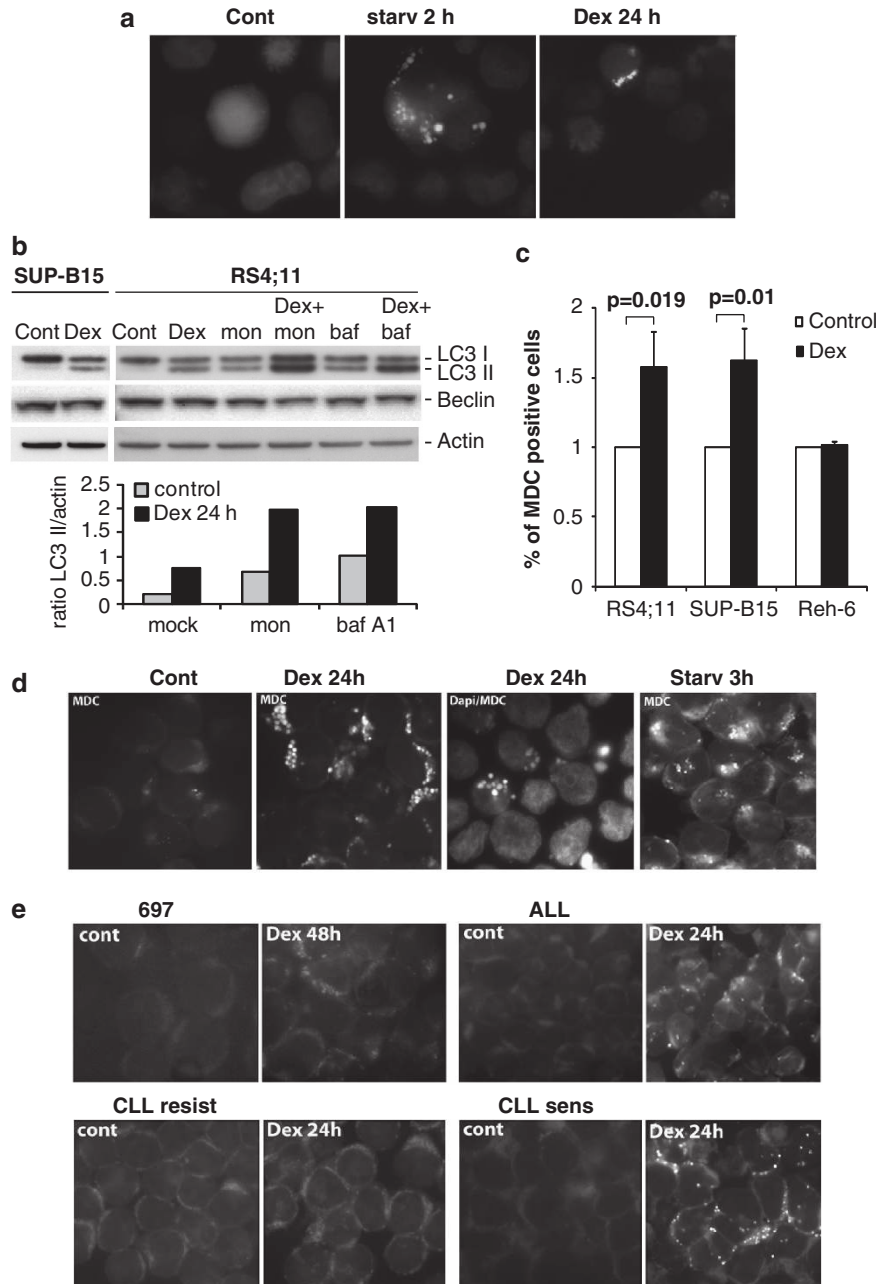 a
Cont starv 2 h Dex 24 h
b
SUP-B15 RS4;11
Cont Dex Cont Dex mon Dex+ mon baf Dex+ baf
- LC3 I
LC3 II
- Beclin
- Actin
ratio LC3 II/actin
2.5
2
1.5
1
0.5
0
control
Dex 24 h
mock mon baf A1
c
% of MDC positive cells
2
1.5
1
0.5
0
p=0.019 p=0.01
Control
Dex
RS4;11 SUP-B15 Reh-6
d
Cont Dex 24h Dex 24h Starv 3h
MDC MDC Dapi/MDC MDC
e
697 ALL
cont Dex 48h cont Dex 24h
CLL resist CLL sens
cont Dex 24h cont Dex 24h